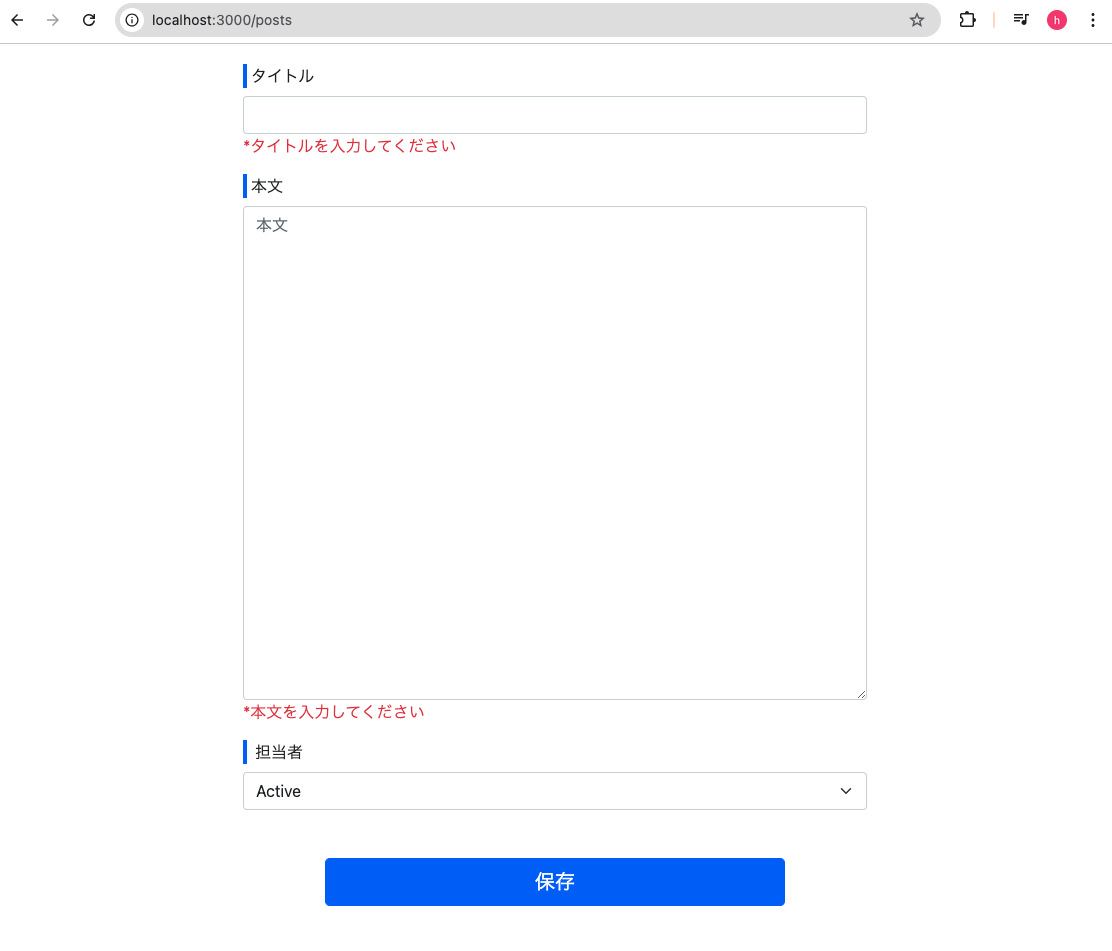 localhost:3000/posts
h
タイトル
*タイトルを入力してください
本文
本文
*本文を入力してください
担当者
Active
保存